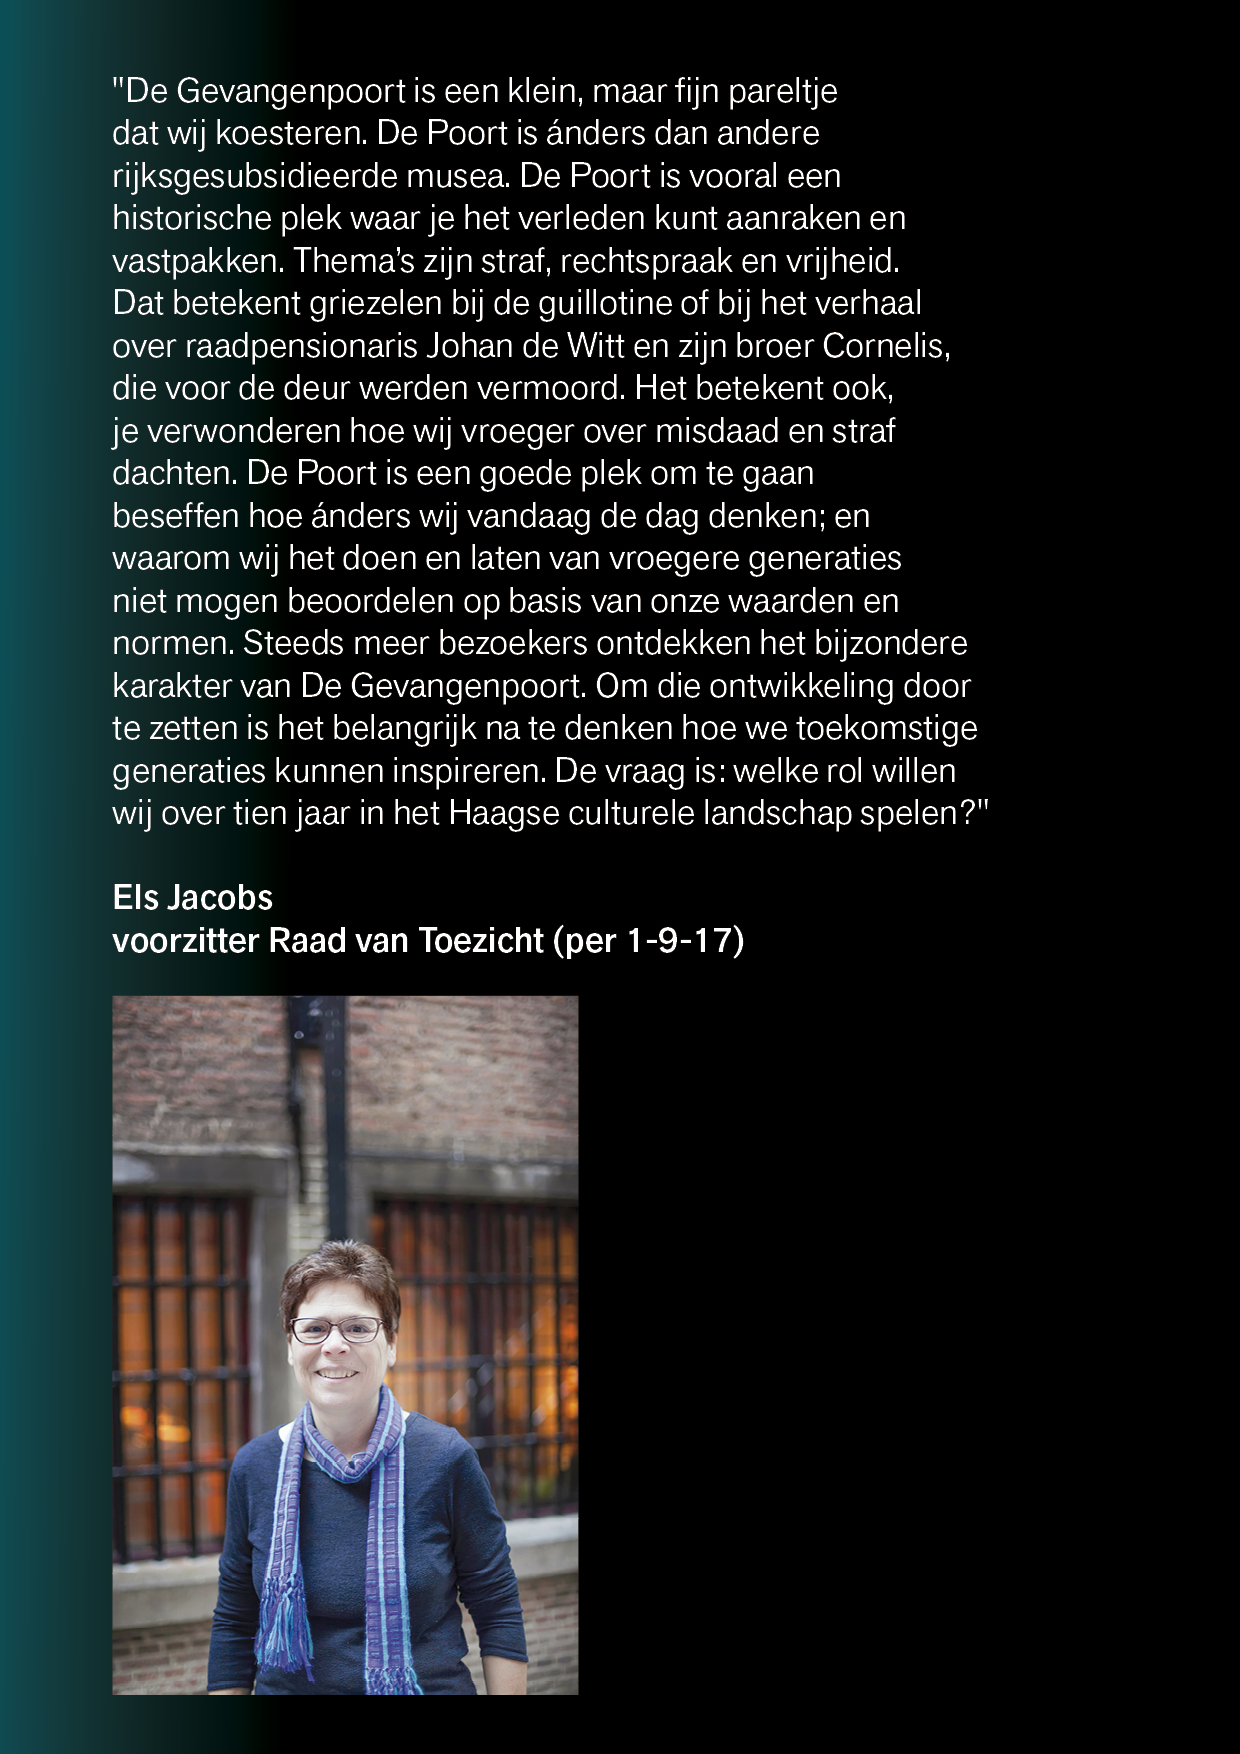 "De Gevangenpoort is een klein, maar fijn pareltje
dat wij koesteren. De Poort is ánders dan andere
rijksgesubsidieerde musea. De Poort is vooral een
historische plek waar je het verleden kunt aanraken en
vastpakken. Thema’s zijn straf, rechtspraak en vrijheid.
Dat betekent griezelen bij de guillotine of bij het verhaal
over raadpensionaris Johan de Witt en zijn broer Cornelis,
die voor de deur werden vermoord. Het betekent ook,
je verwonderen hoe wij vroeger over misdaad en straf
dachten. De Poort is een goede plek om te gaan
beseffen hoe ánders wij vandaag de dag denken; en
waarom wij het doen en laten van vroegere generaties
niet mogen beoordelen op basis van onze waarden en
normen. Steeds meer bezoekers ontdekken het bijzondere
karakter van De Gevangenpoort. Om die ontwikkeling door
te zetten is het belangrijk na te denken hoe we toekomstige
generaties kunnen inspireren. De vraag is: welke rol willen
wij over tien jaar in het Haagse culturele landschap spelen?"
Els Jacobs
voorzitter Raad van Toezicht (per 1-9-17)